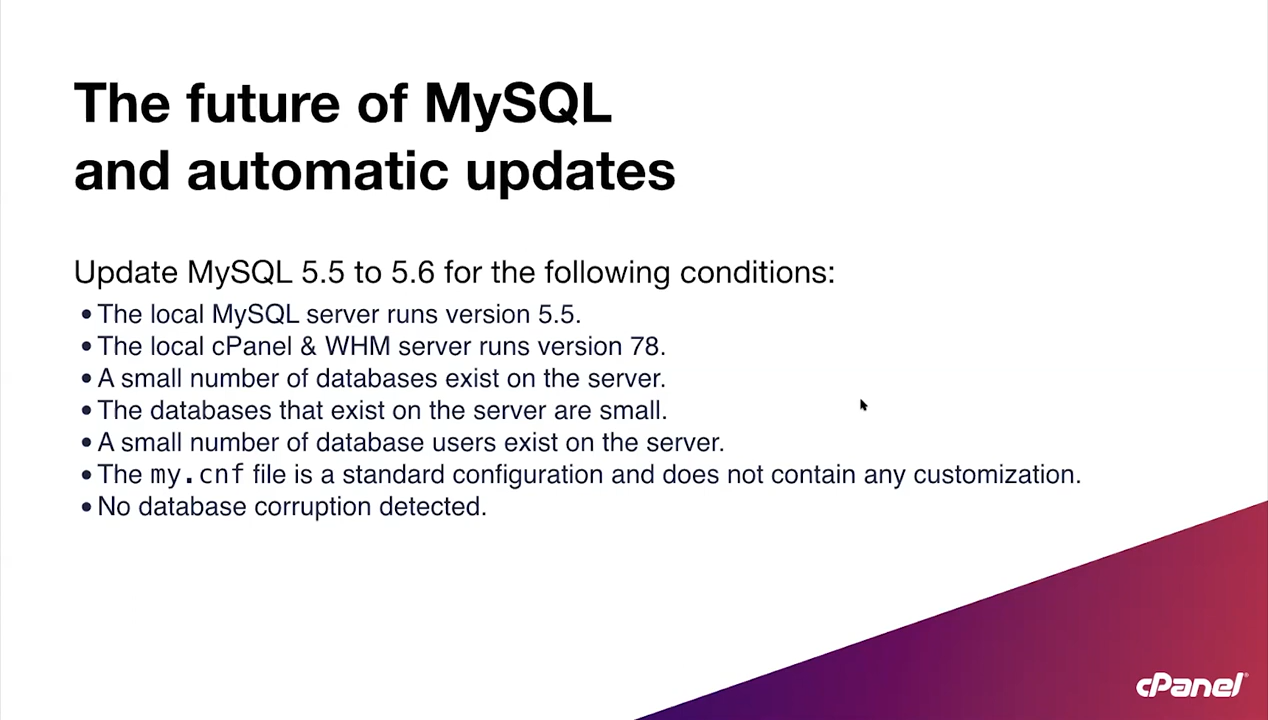 The future of MySQL
and automatic updates
Update MySQL 5.5 to 5.6 for the following conditions:
•The local MySQL server runs version 5.5.
•The local cPanel & WHM server runs version 78.
•A small number of databases exist on the server.
•The databases that exist on the server are small.
•A small number of database users exist on the server.
•The my.cnf file is a standard configuration and does not contain any customization.
•No database corruption detected.
cPanel®